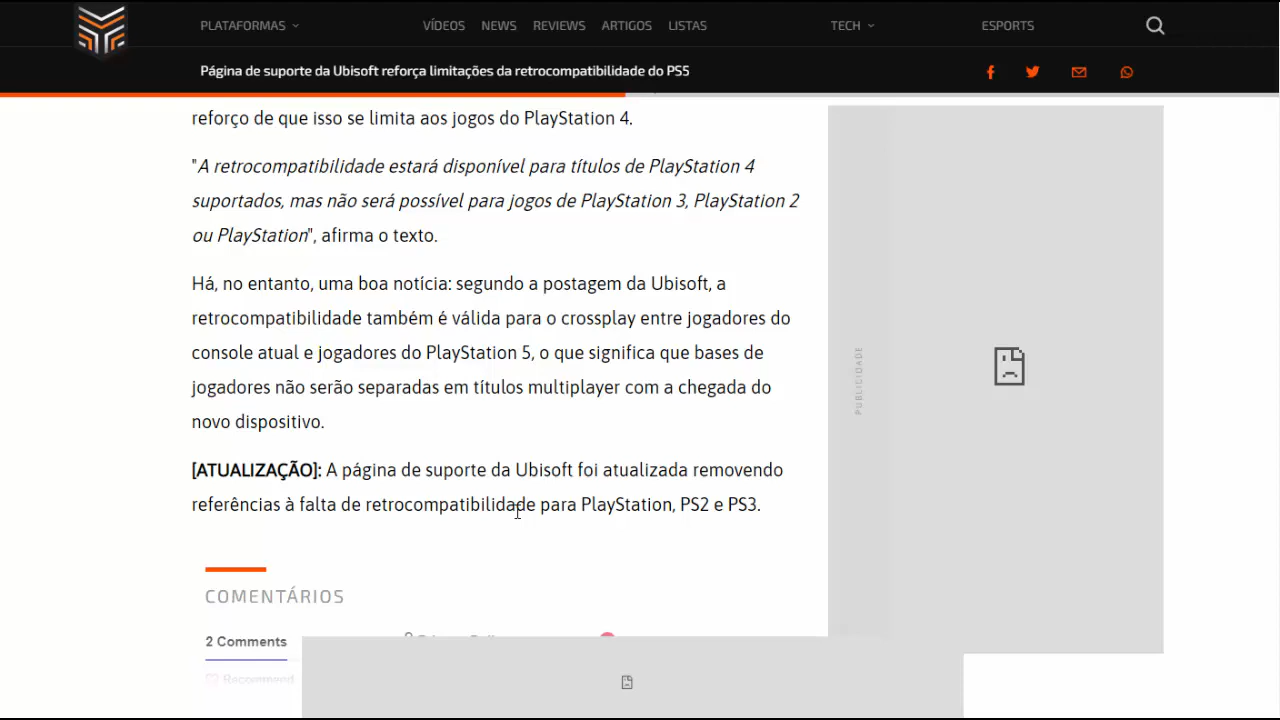 PLATAFORMAS VÍDEOS NEWS REVIEWS ARTIGOS LISTAS TECH ESPORTS
Página de suporte da Ubisoft reforça limitações da retrocompatibilidade do PS5
reforço de que isso se limita aos jogos do PlayStation 4.
"A retrocompatibilidade estará disponível para títulos de PlayStation 4
suportados, mas não será possível para jogos de PlayStation 3, PlayStation 2
ou PlayStation", afirma o texto.
Há, no entanto, uma boa notícia: segundo a postagem da Ubisoft, a
retrocompatibilidade também é válida para o crossplay entre jogadores do
console atual e jogadores do PlayStation 5, o que significa que bases de
jogadores não serão separadas em títulos multiplayer com a chegada do
novo dispositivo.
[ATUALIZAÇÃO]: A página de suporte da Ubisoft foi atualizada removendo
referências à falta de retrocompatibilidade para PlayStation, PS2 e PS3.
PUBLICIDADE
COMENTÁRIOS
2 Comments
Recommend